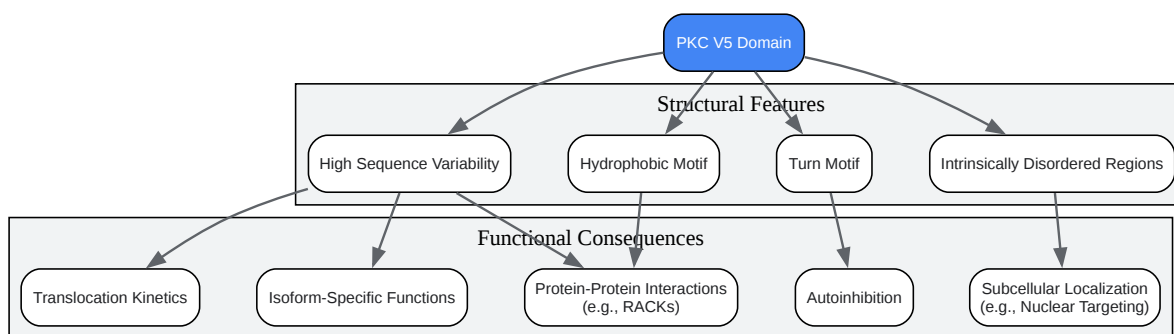 PKC V5 Domain
Structural Features
High Sequence Variability
Hydrophobic Motif
Turn Motif
Intrinsically Disordered Regions
Functional Consequences
Translocation Kinetics
Isoform-Specific Functions
Protein-Protein Interactions
(e.g., RACKs)
Autoinhibition
Subcellular Localization
(e.g., Nuclear Targeting)